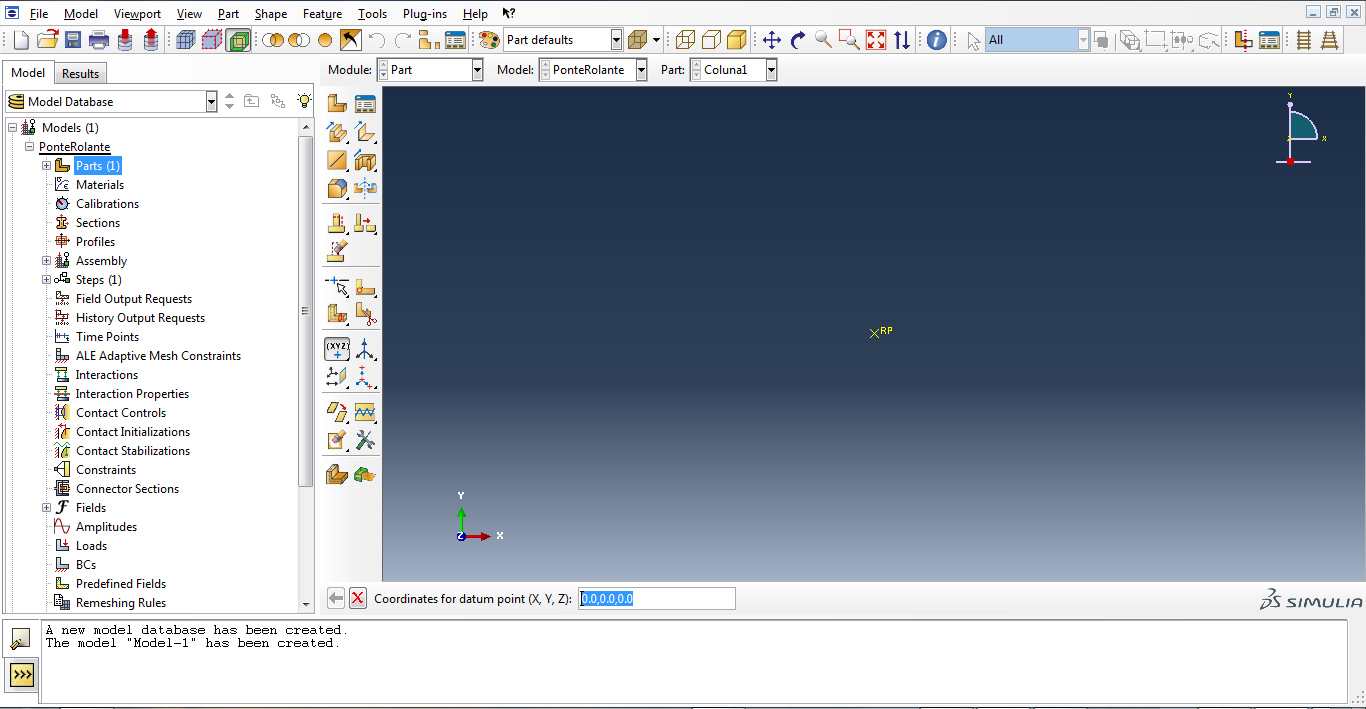 File Model Viewport View Part Shape Feature Tools Plug-ins Help
Part defaults All
Model Results Module: Part Model: PonteRolante Part: Coluna1
Model Database
Models (1)
PonteRolante
Parts (1)
Materials
Calibrations
Sections
Profiles
Assembly
Steps (1)
Field Output Requests
History Output Requests
Time Points
ALE Adaptive Mesh Constraints
Interactions
Interaction Properties
Contact Controls
Contact Initializations
Contact Stabilizations
Constraints
Connector Sections
Fields
Amplitudes
Loads
BCs
Predefined Fields
Remeshing Rules
(XYZ)
Y
X
Z
RP
Y
Z X
Coordinates for datum point (X, Y, Z): 0.0,0.0,0.0
SIMULIA
A new model database has been created.
The model "Model-1" has been created.
>>>